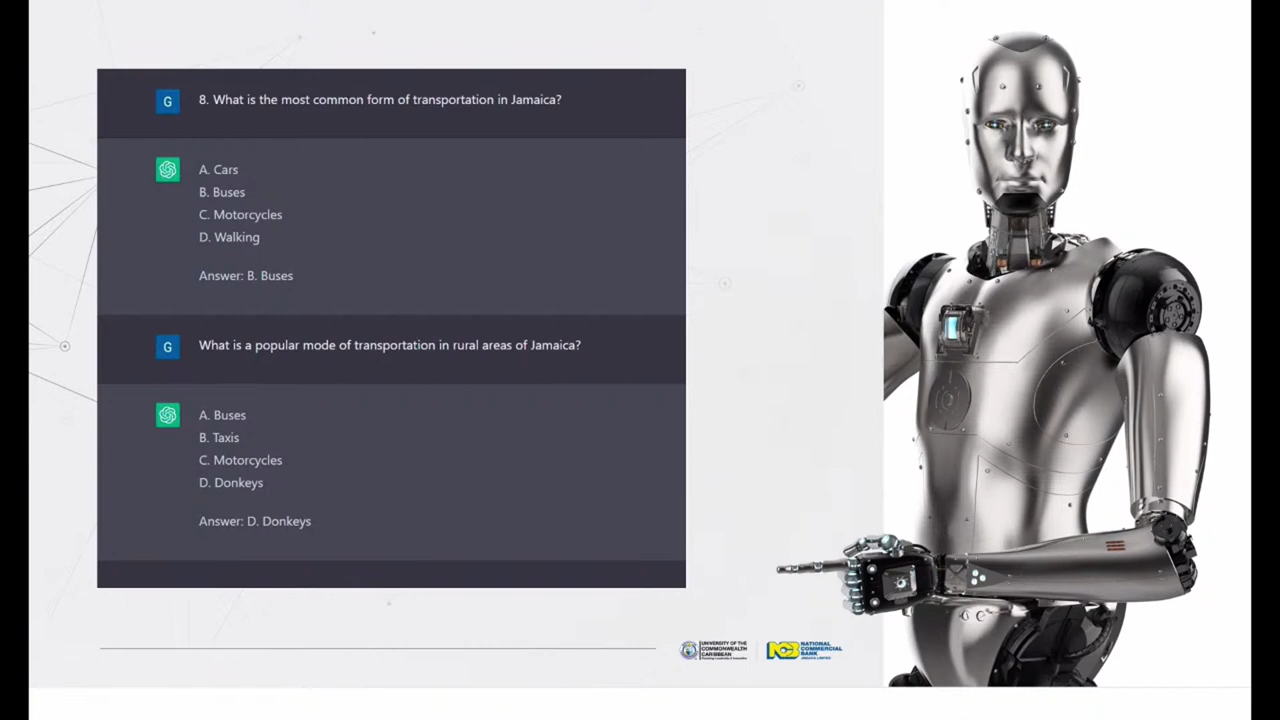 G
8. What is the most common form of transportation in Jamaica?
A. Cars
B. Buses
C. Motorcycles
D. Walking
Answer: B. Buses
G
What is a popular mode of transportation in rural areas of Jamaica?
A. Buses
B. Taxis
C. Motorcycles
D. Donkeys
Answer: D. Donkeys
UNIVERSITY OF THE
COMMONWEALTH
CARIBBEAN
NCB
NATIONAL
COMMERCIAL
BANK
JAMAICA LIMITED